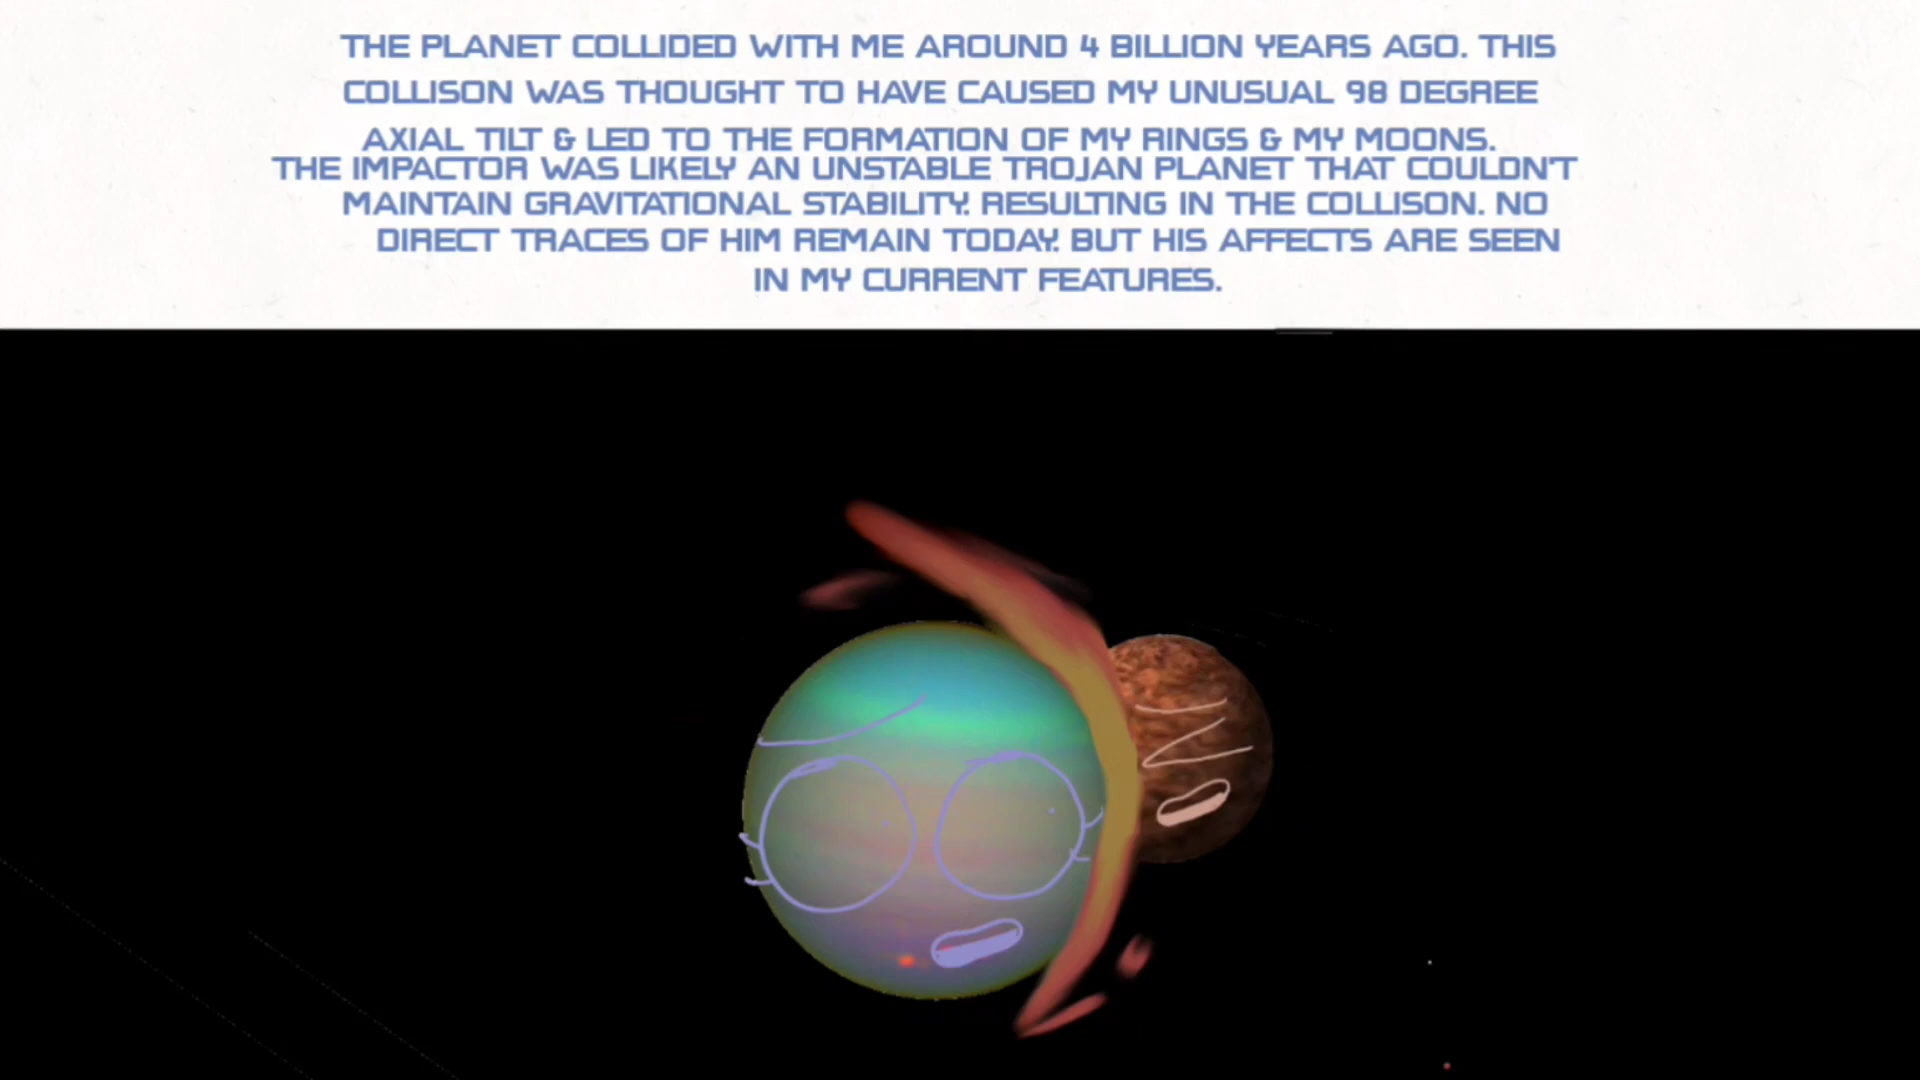 THE PLANET COLLIDED WITH ME AROUND 4 BILLION YEARS AGO. THIS
COLLISON WAS THOUGHT TO HAVE CAUSED MY UNUSUAL 98 DEGREE
AXIAL TILT & LED TO THE FORMATION OF MY RINGS & MY MOONS.
THE IMPACTOR WAS LIKELY AN UNSTABLE TROJAN PLANET THAT COULDN'T
MAINTAIN GRAVITATIONAL STABILITY. RESULTING IN THE COLLISON. NO
DIRECT TRACES OF HIM REMAIN TODAY. BUT HIS AFFECTS ARE SEEN
IN MY CURRENT FEATURES.